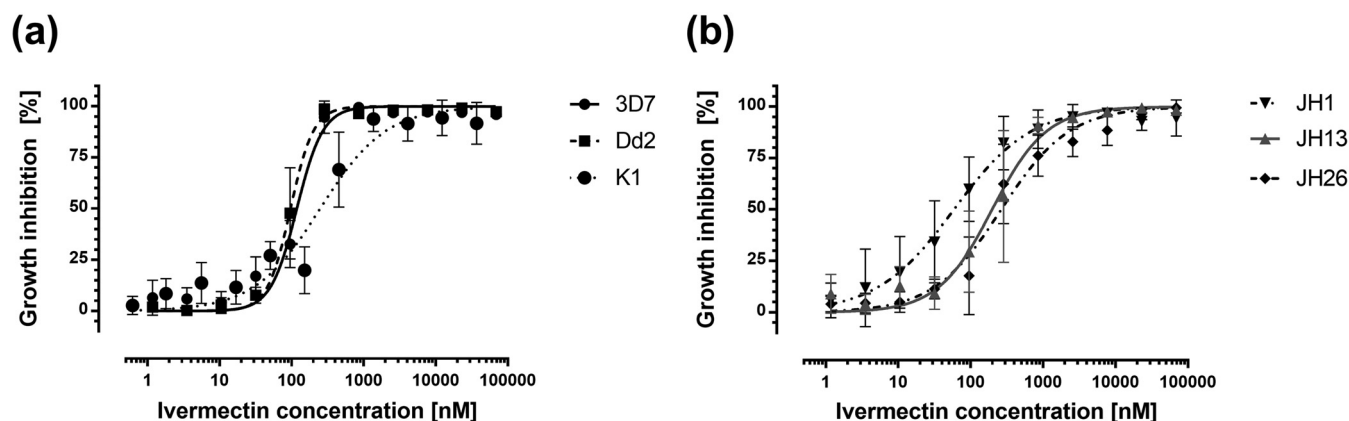 (a)
Growth inhibition [%]
100
75
50
25
0
1 10 100 1000 10000 100000
Ivermectin concentration [nM]
3D7
Dd2
K1
(b)
Growth inhibition [%]
100
75
50
25
0
1 10 100 1000 10000 100000
Ivermectin concentration [nM]
JH1
JH13
JH26